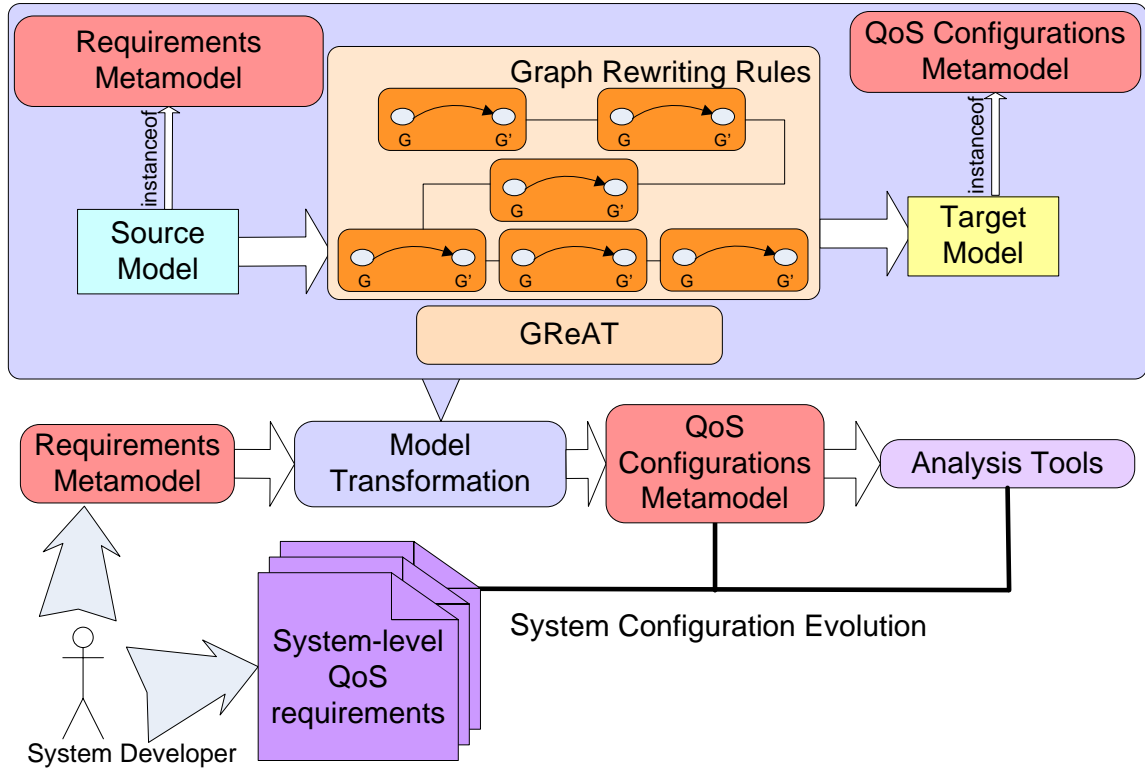 Requirements
Metamodel
Graph Rewriting Rules
QoS Configurations
Metamodel
G G'
G G'
instanceof
instanceof
G G'
Source
Model
Target
Model
G G'
G G'
G G'
GReAT
Requirements
Metamodel
Model
Transformation
QoS
Configurations
Metamodel
Analysis Tools
System-level
QoS
requirements
System Configuration Evolution
System Developer